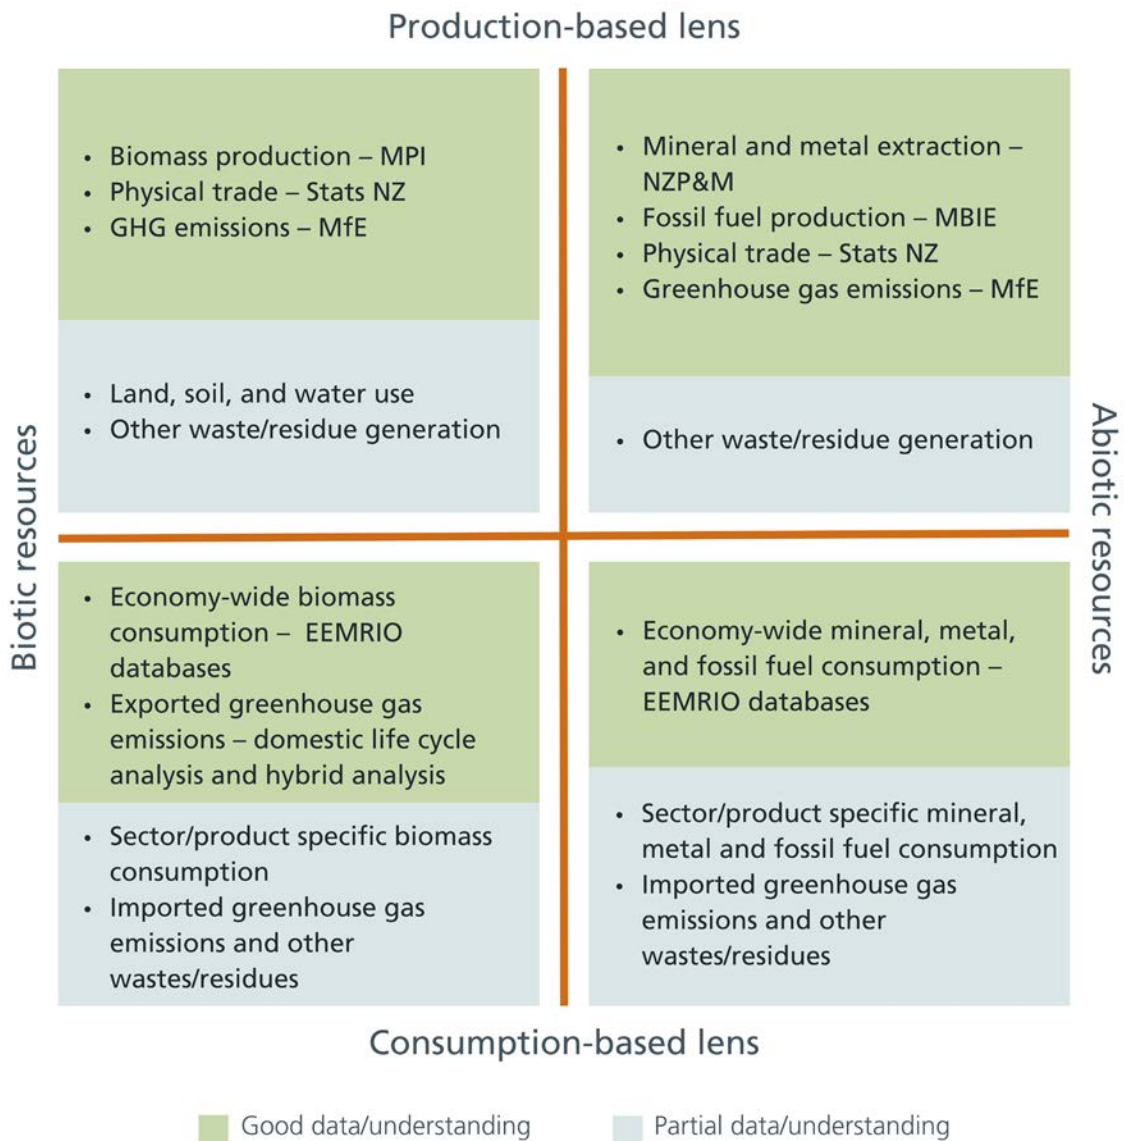 Production-based lens
• Biomass production – MPI
• Physical trade – Stats NZ
• GHG emissions – MfE
• Land, soil, and water use
• Other waste/residue generation
• Mineral and metal extraction –
NZP&M
• Fossil fuel production – MBIE
• Physical trade – Stats NZ
• Greenhouse gas emissions – MfE
• Other waste/residue generation
Biotic resources
Abiotic resources
• Economy-wide biomass
consumption – EEMRIO
databases
• Exported greenhouse gas
emissions – domestic life cycle
analysis and hybrid analysis
• Sector/product specific biomass
consumption
• Imported greenhouse gas
emissions and other
wastes/residues
• Economy-wide mineral, metal,
and fossil fuel consumption –
EEMRIO databases
• Sector/product specific mineral,
metal and fossil fuel consumption
• Imported greenhouse gas
emissions and other
wastes/residues
Consumption-based lens
Good data/understanding
Partial data/understanding